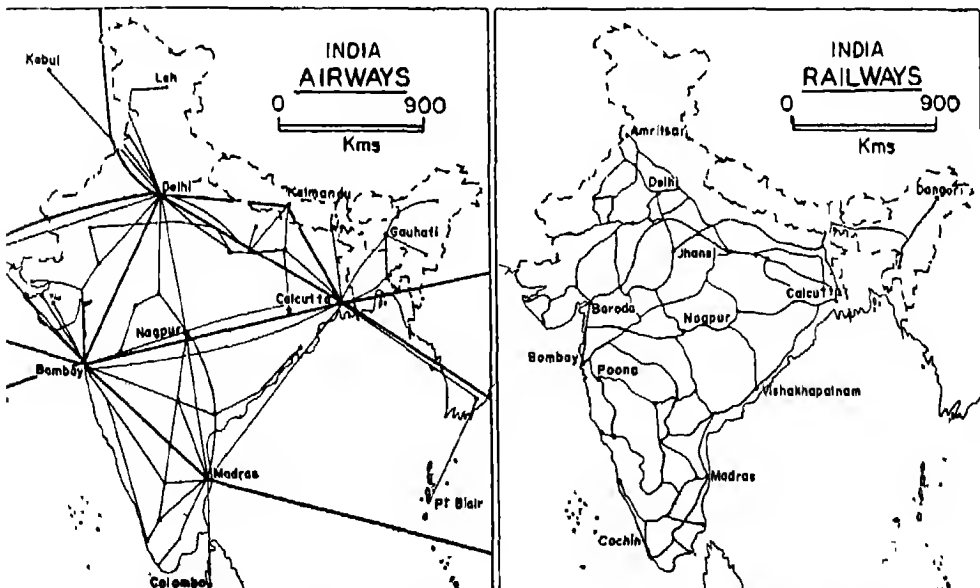 INDIA
AIRWAYS
0 900
Kms
Kabul
Leh
Delhi
Katmandu
Gauhati
Calcutta
Nagpur
Bombay
Madras
Pt Blair
Colombo
INDIA
RAILWAYS
0 900
Kms
Amritsar
Delhi
Dangori
Jhansi
Calcutta
Baroda
Nagpur
Bombay
Poona
Vishakhapatnam
Madras
Cochin